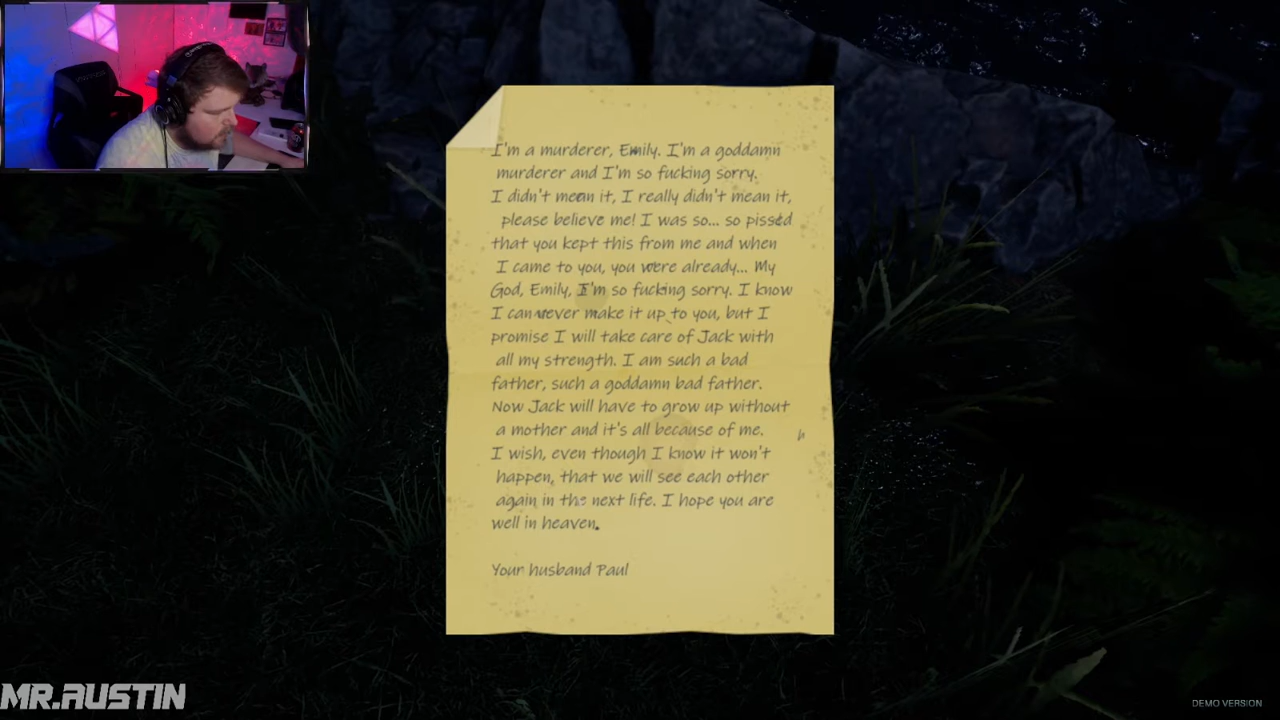 I'm a murderer, Emily. I'm a goddamn
murderer and I'm so fucking sorry.
I didn't mean it, I really didn't mean it,
please believe me! I was so... so pissed
that you kept this from me and when
I came to you, you were already... My
God, Emily, I'm so fucking sorry. I know
I can never make it up to you, but I
promise I will take care of Jack with
all my strength. I am such a bad
father, such a goddamn bad father.
Now Jack will have to grow up without
a mother and it's all because of me.
h
I wish, even though I know it won't
happen, that we will see each other
again in the next life. I hope you are
well in heaven.
Your husband Paul
MR.AUSTIN
DEMO VERSION